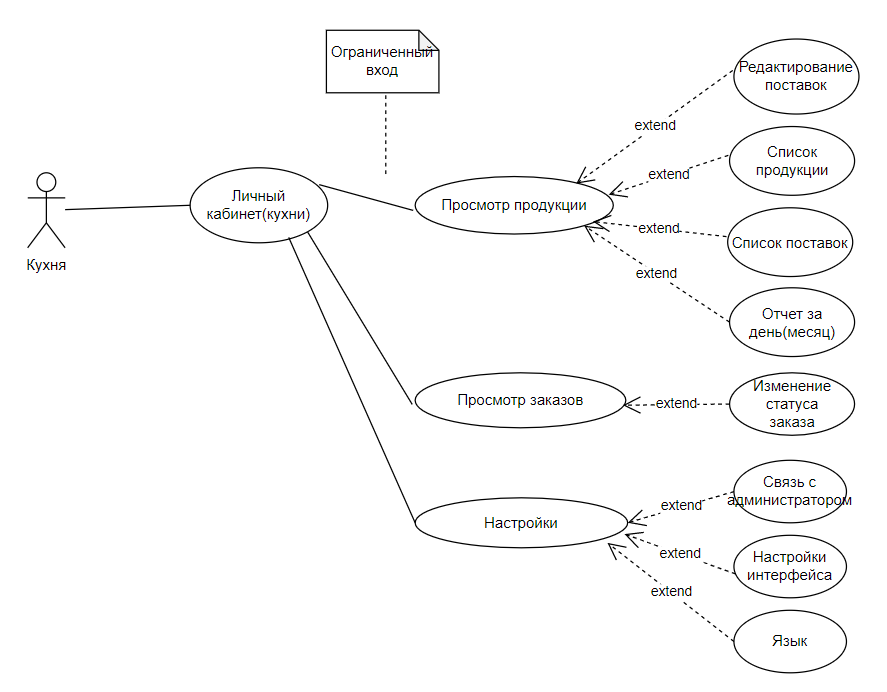 Ограниченный
вход
Кухня
Личный
кабинет(кухни)
Просмотр продукции
extend
Редактирование
поставок
extend
Список
продукции
extend
Список поставок
extend
Отчет за
день(месяц)
Просмотр заказов
extend
Изменение
статуса
заказа
Настройки
extend
Связь с
администратором
extend
Настройки
интерфейса
extend
Язык